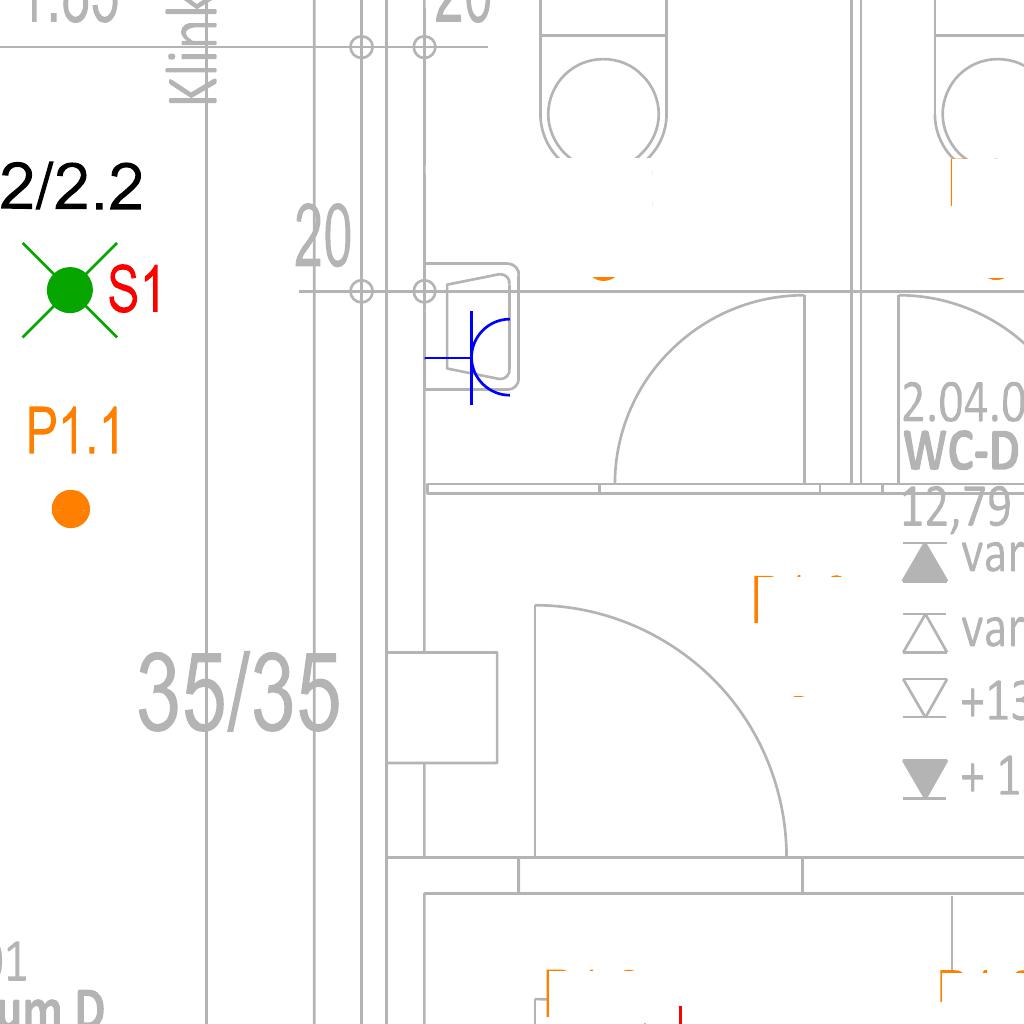 1.85
20
Klink
2/2.2
20
S1
P1.1
2.04.0
WC-D
12,79
var
var
+13
+ 1
35/35
01
um D